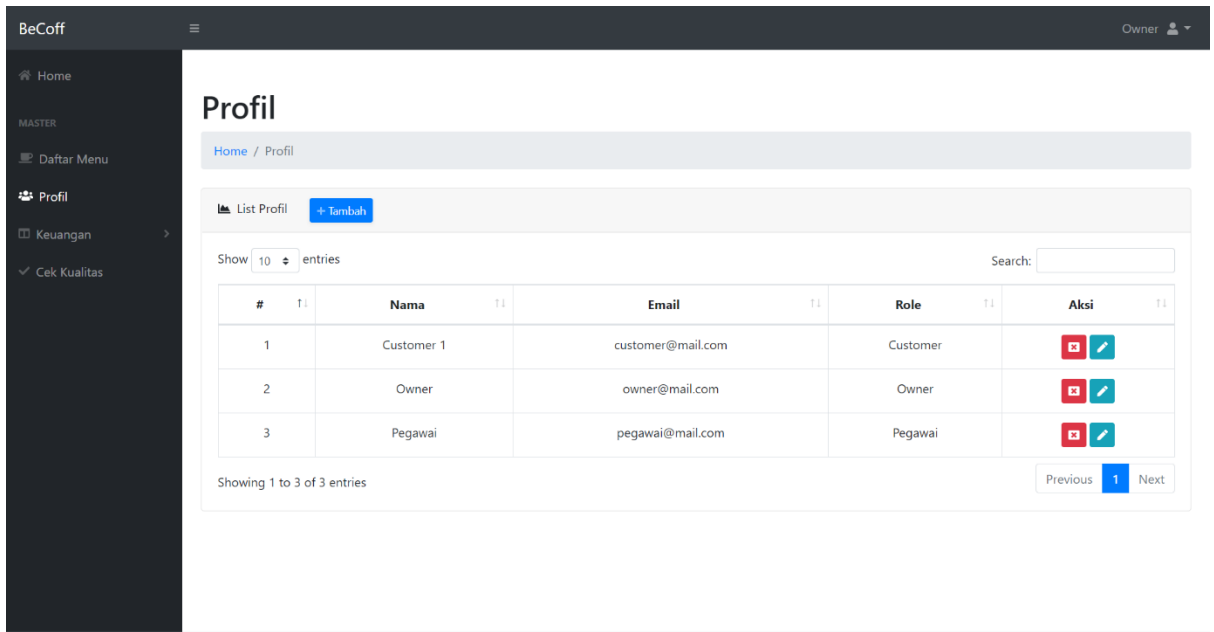 BeCoff
Owner
Home
MASTER
Daftar Menu
Profil
Keuangan
Cek Kualitas
Profil
Home / Profil
List Profil + Tambah
Show 10 entries Search:
# Nama Email Role Aksi
1 Customer 1 customer@mail.com Customer
2 Owner owner@mail.com Owner
3 Pegawai pegawai@mail.com Pegawai
Showing 1 to 3 of 3 entries Previous 1 Next